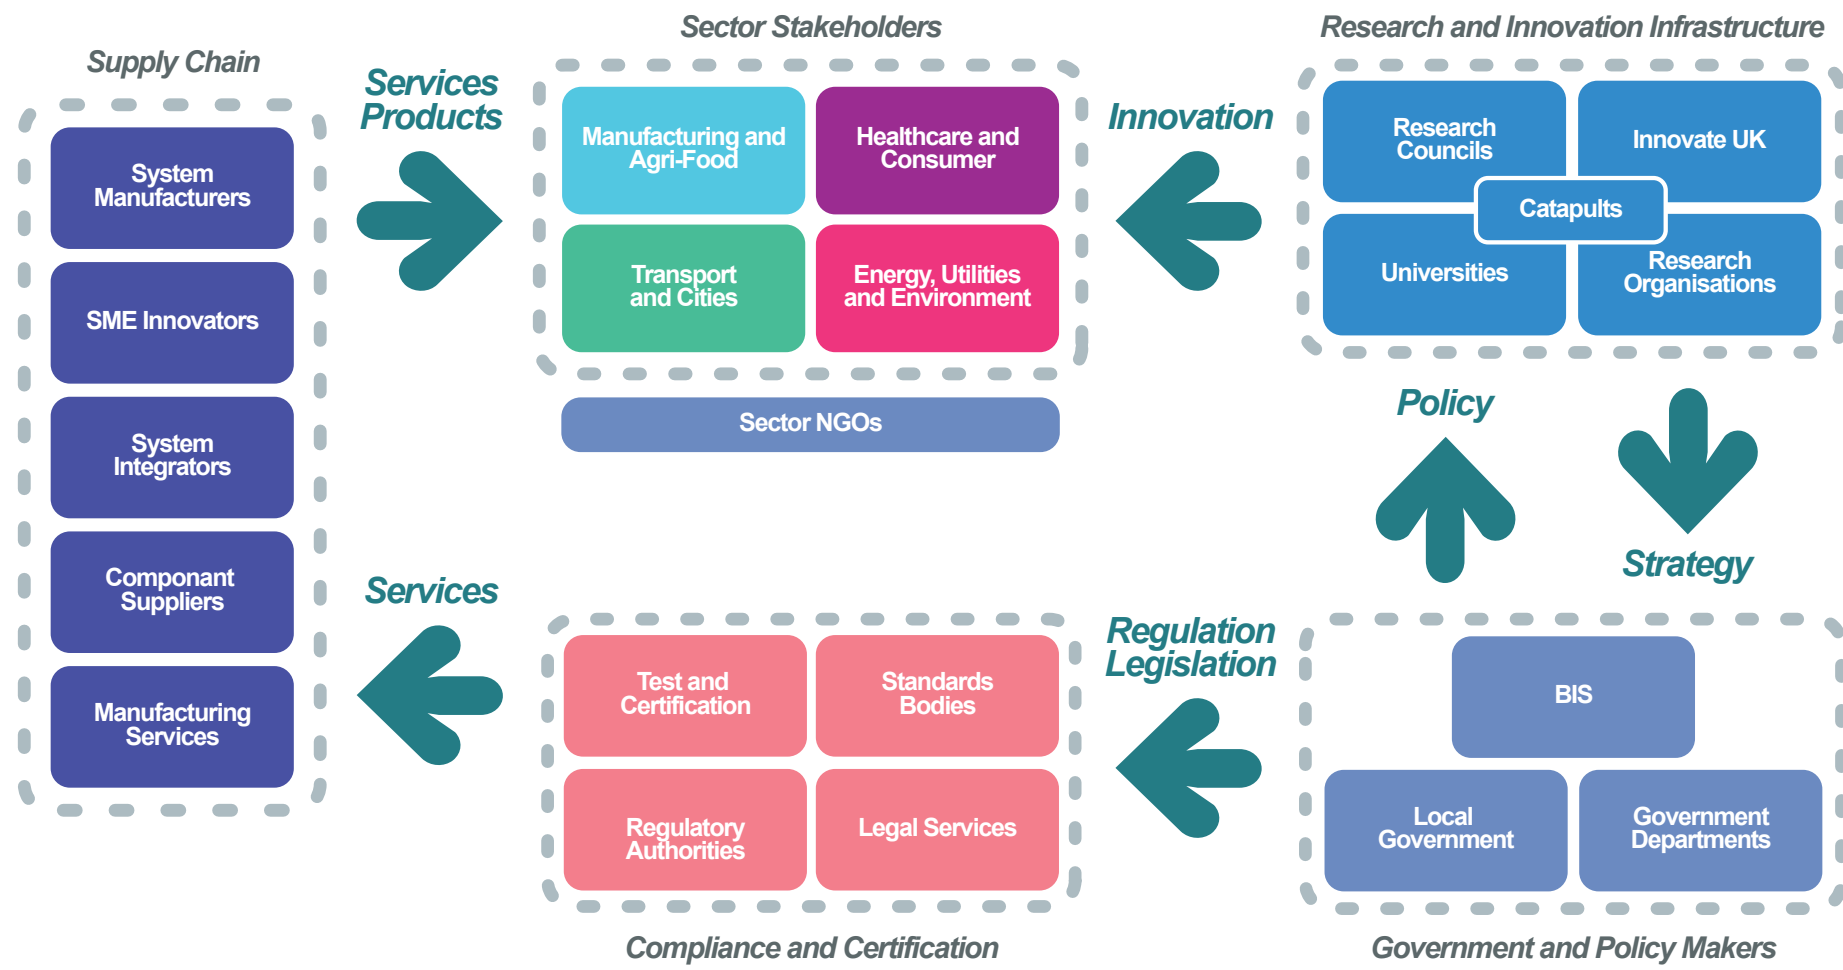 Supply Chain
System
Manufacturers
SME Innovators
System
Integrators
Componant
Suppliers
Manufacturing
Services
Services
Products
Services
Sector Stakeholders
Manufacturing and
Agri-Food
Healthcare and
Consumer
Transport
and Cities
Energy, Utilities
and Environment
Sector NGOs
Test and
Certification
Standards
Bodies
Regulatory
Authorities
Legal Services
Compliance and Certification
Innovation
Regulation
Legislation
Research and Innovation Infrastructure
Research
Councils
Innovate UK
Catapults
Universities
Research
Organisations
Policy
Strategy
BIS
Local
Government
Government
Departments
Government and Policy Makers